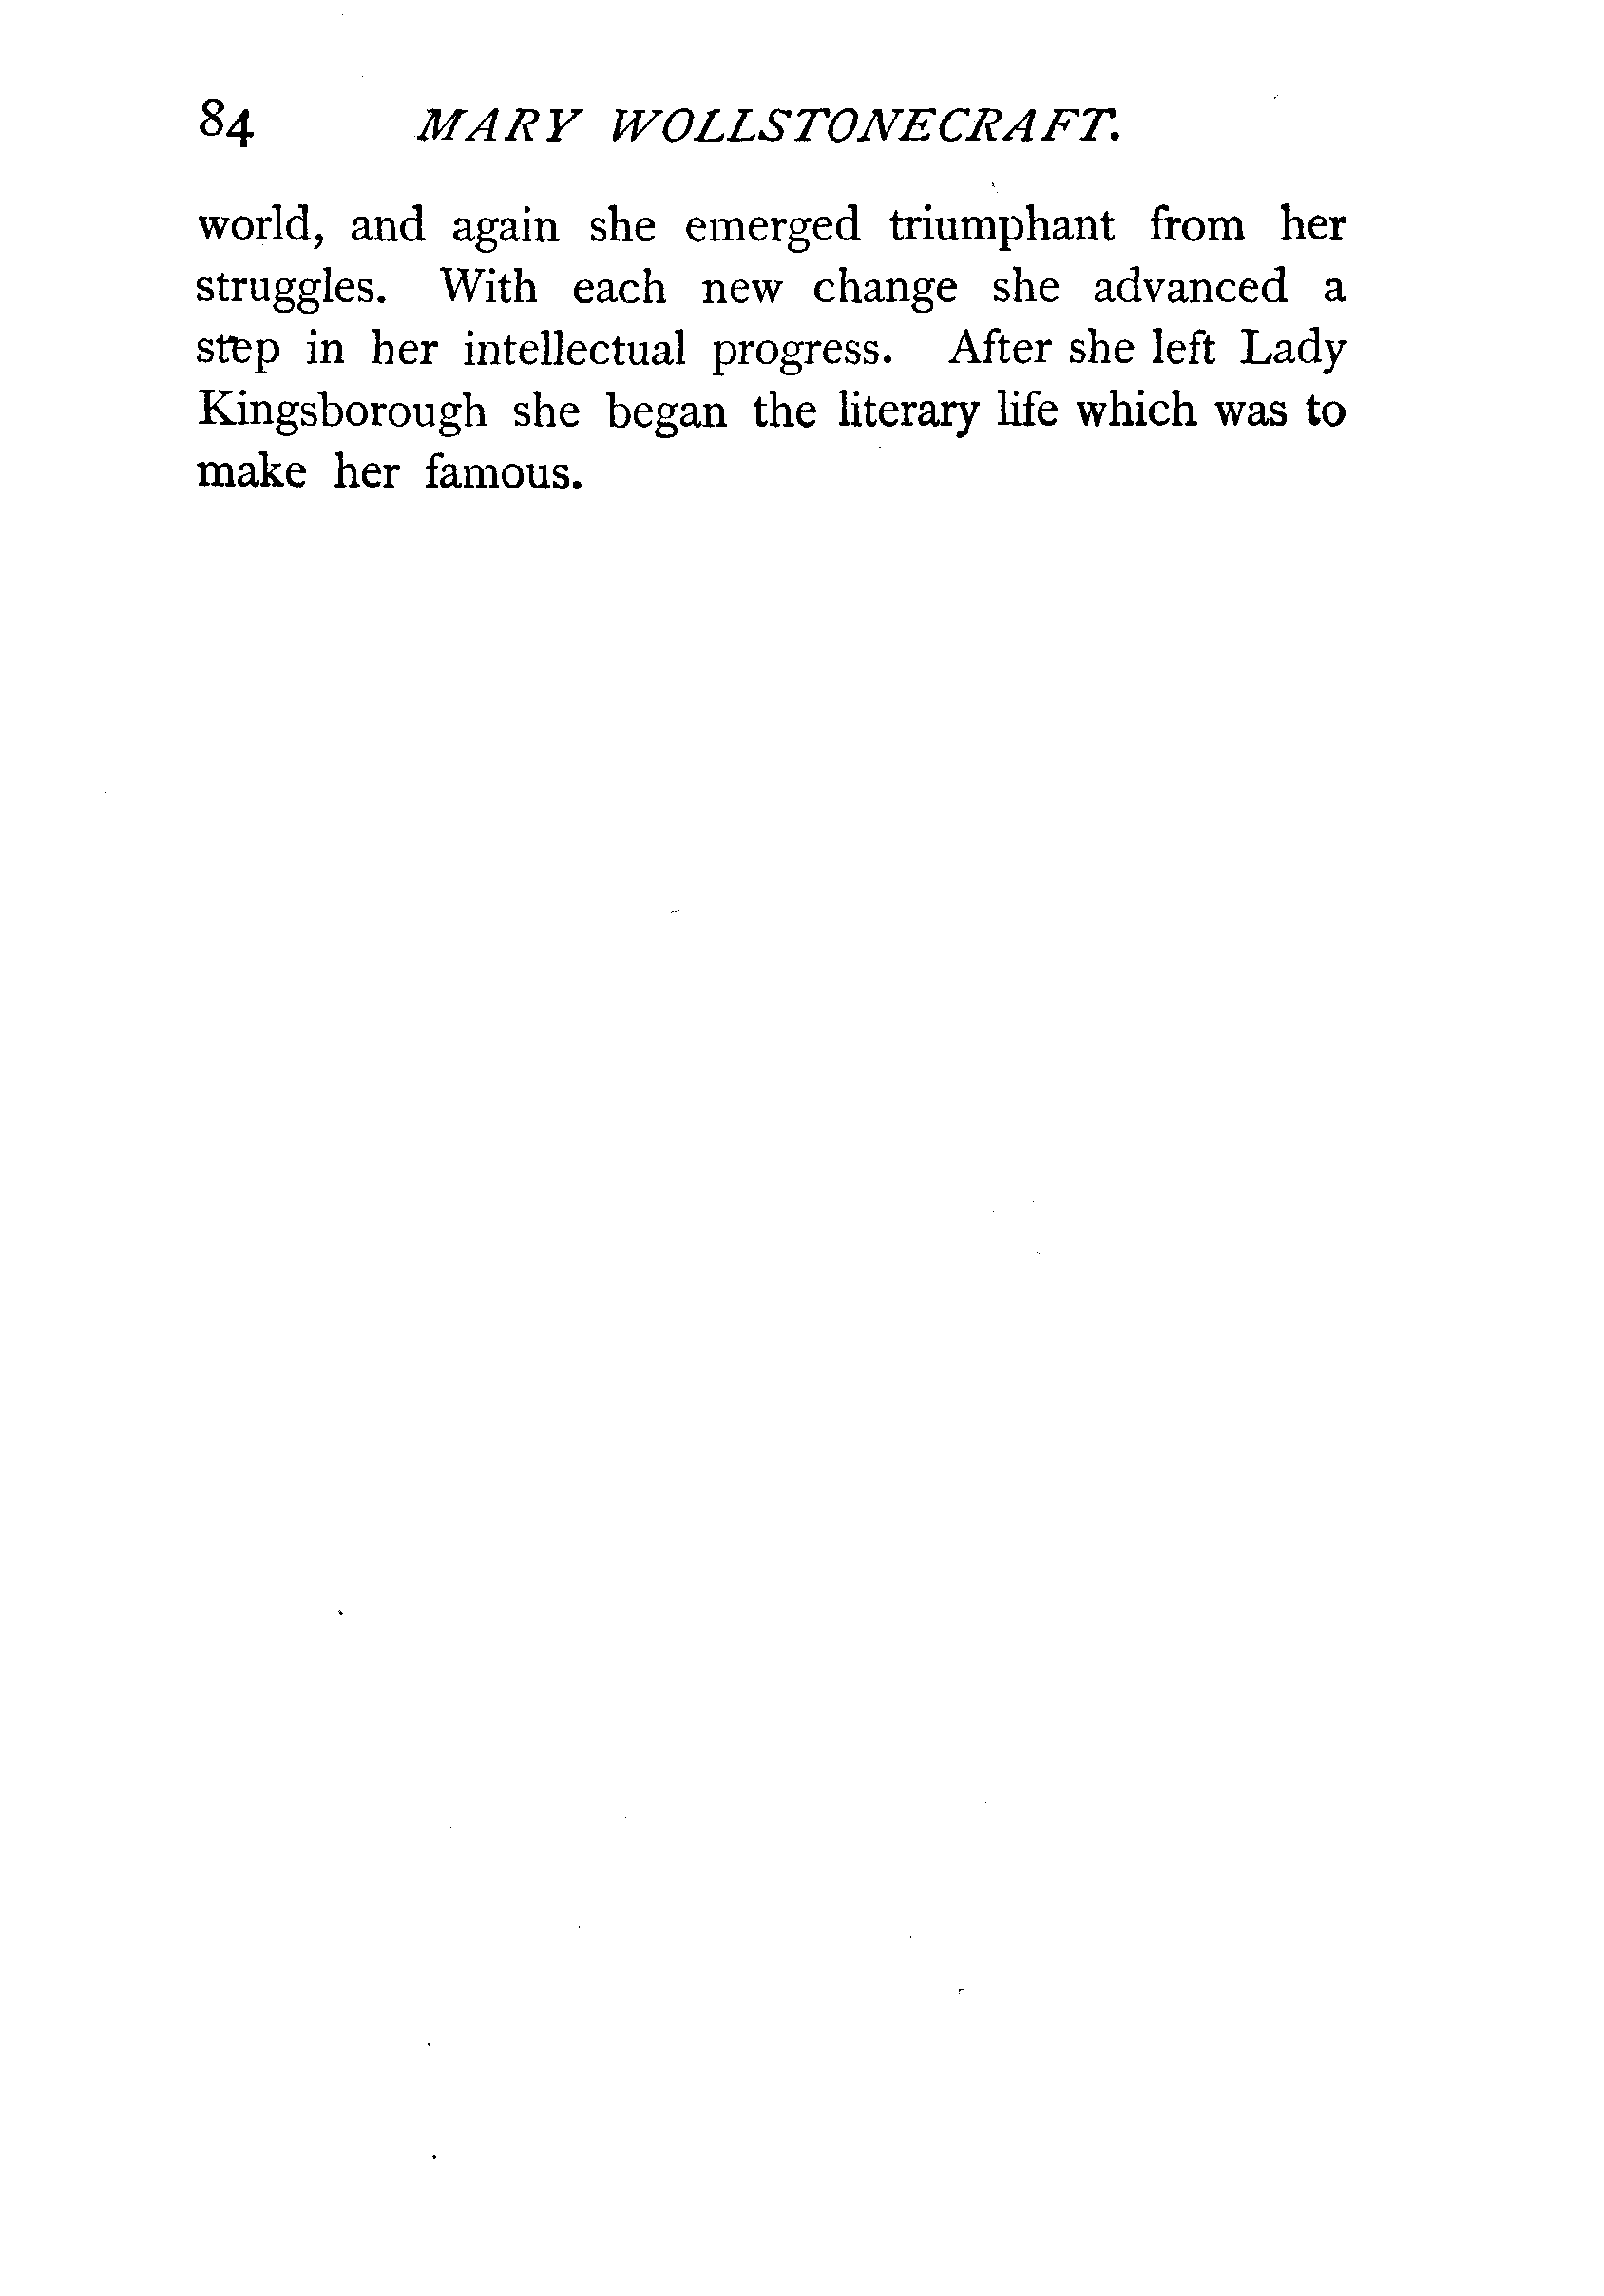 84 MARY WOLLSTONECRAFT.
world, and again she emerged triumphant from her
struggles. With each new change she advanced a
step in her intellectual progress. After she left Lady
Kingsborough she began the literary life which was to
make her famous.